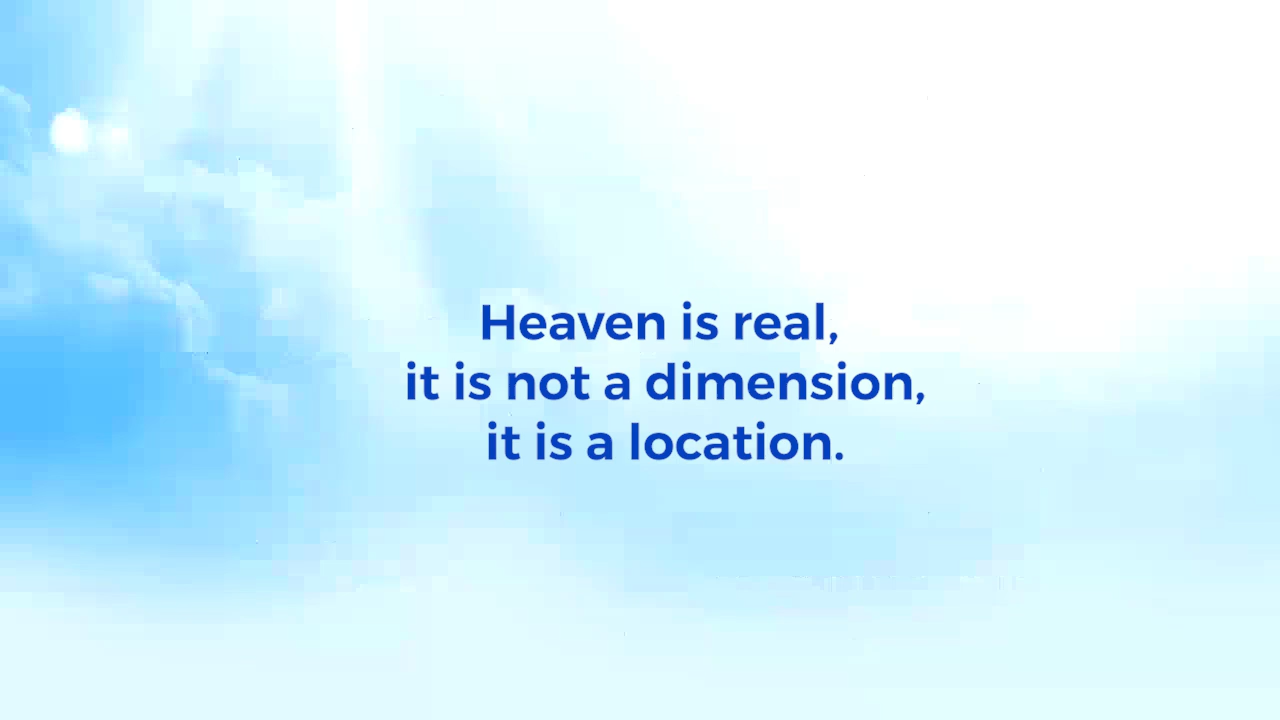 Heaven is real,
it is not a dimension,
it is a location.